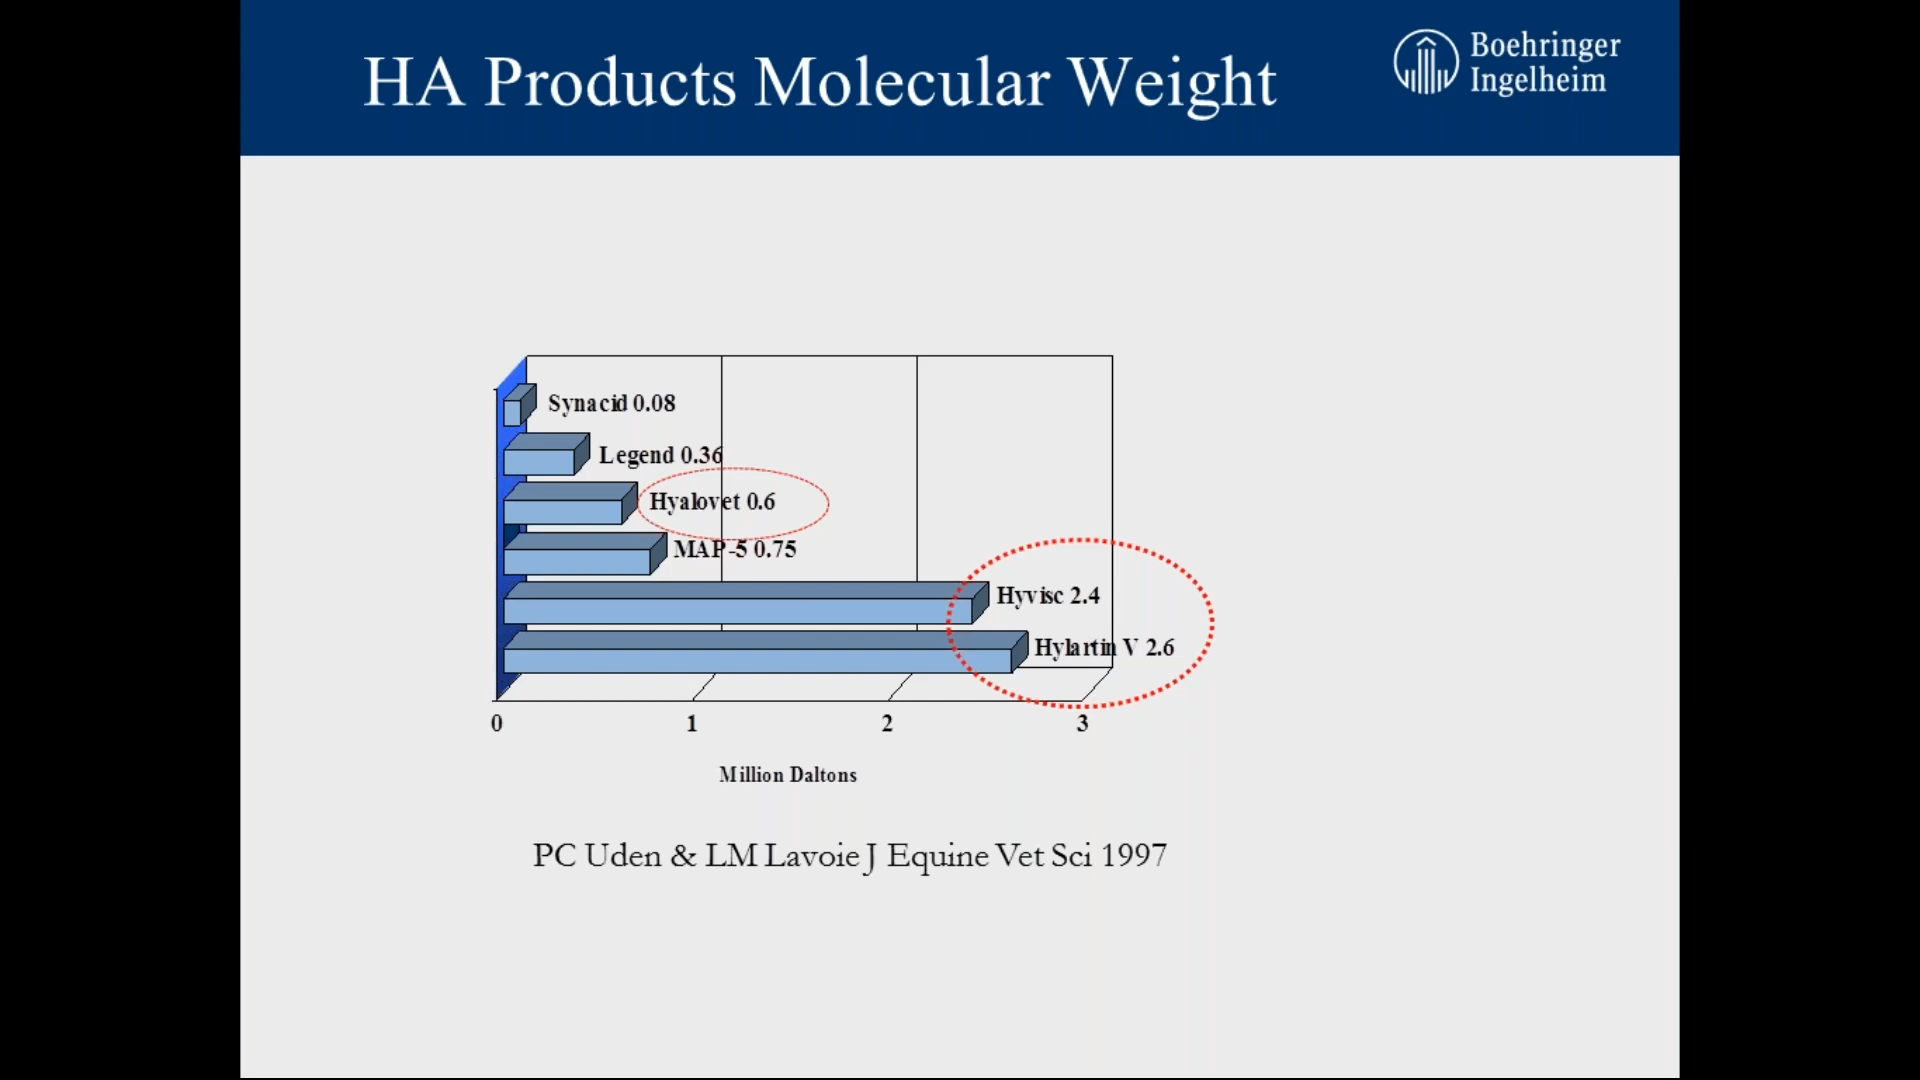 HA Products Molecular Weight
Boehringer
Ingelheim
Synacid 0.08
Legend 0.36
Hyalovet 0.6
MAP-5 0.75
Hyvisc 2.4
Hylartin V 2.6
0 1 2 3
Million Daltons
PC Uden & LM Lavoie J Equine Vet Sci 1997